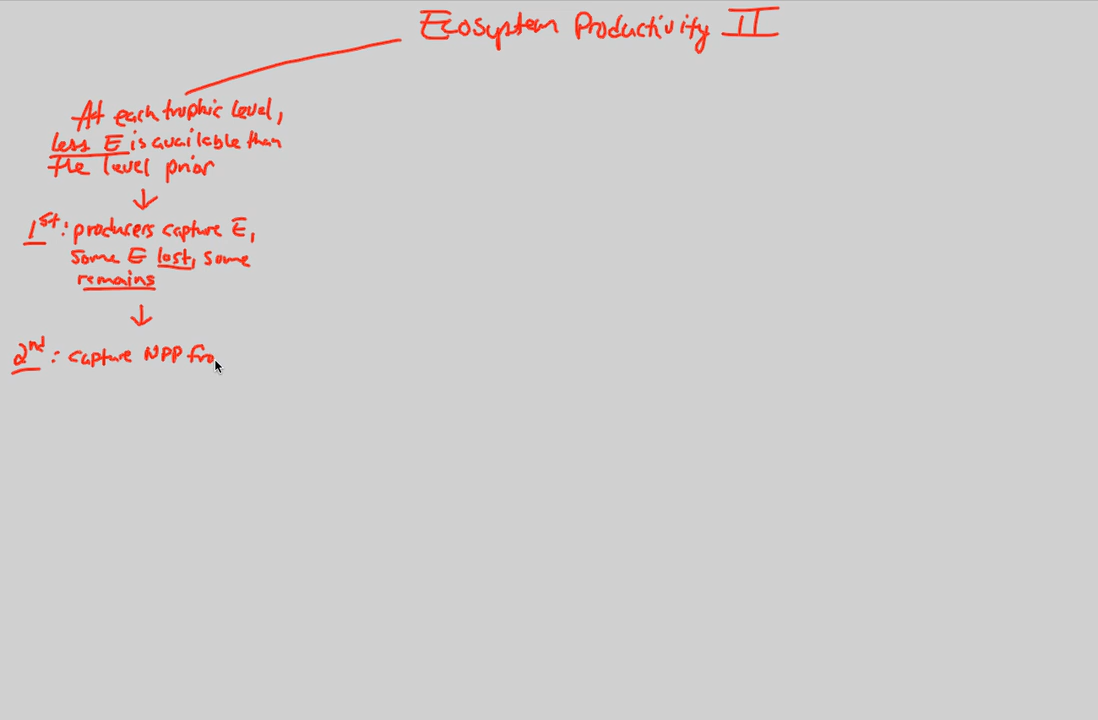 Ecosystem Productivity II
At each trophic level,
less E is available than
the level prior
↓
1st: producers capture E,
some E lost, some
remains
↓
2nd: capture NPP fro